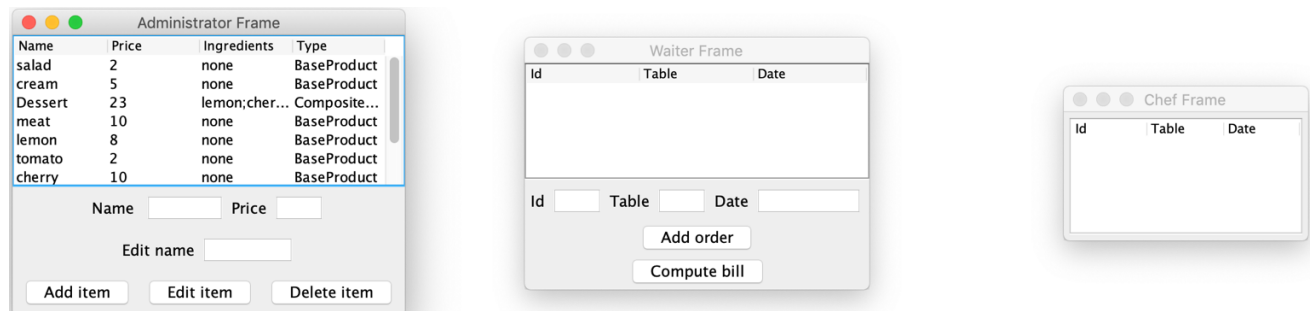 Administrator Frame
Name Price Ingredients Type
salad 2 none BaseProduct
cream 5 none BaseProduct
Dessert 23 lemon;cher... Composite...
meat 10 none BaseProduct
lemon 8 none BaseProduct
tomato 2 none BaseProduct
cherry 10 none BaseProduct
Name Price
Edit name
Add item Edit item Delete item
Waiter Frame
Id Table Date
Id Table Date
Add order
Compute bill
Chef Frame
Id Table Date